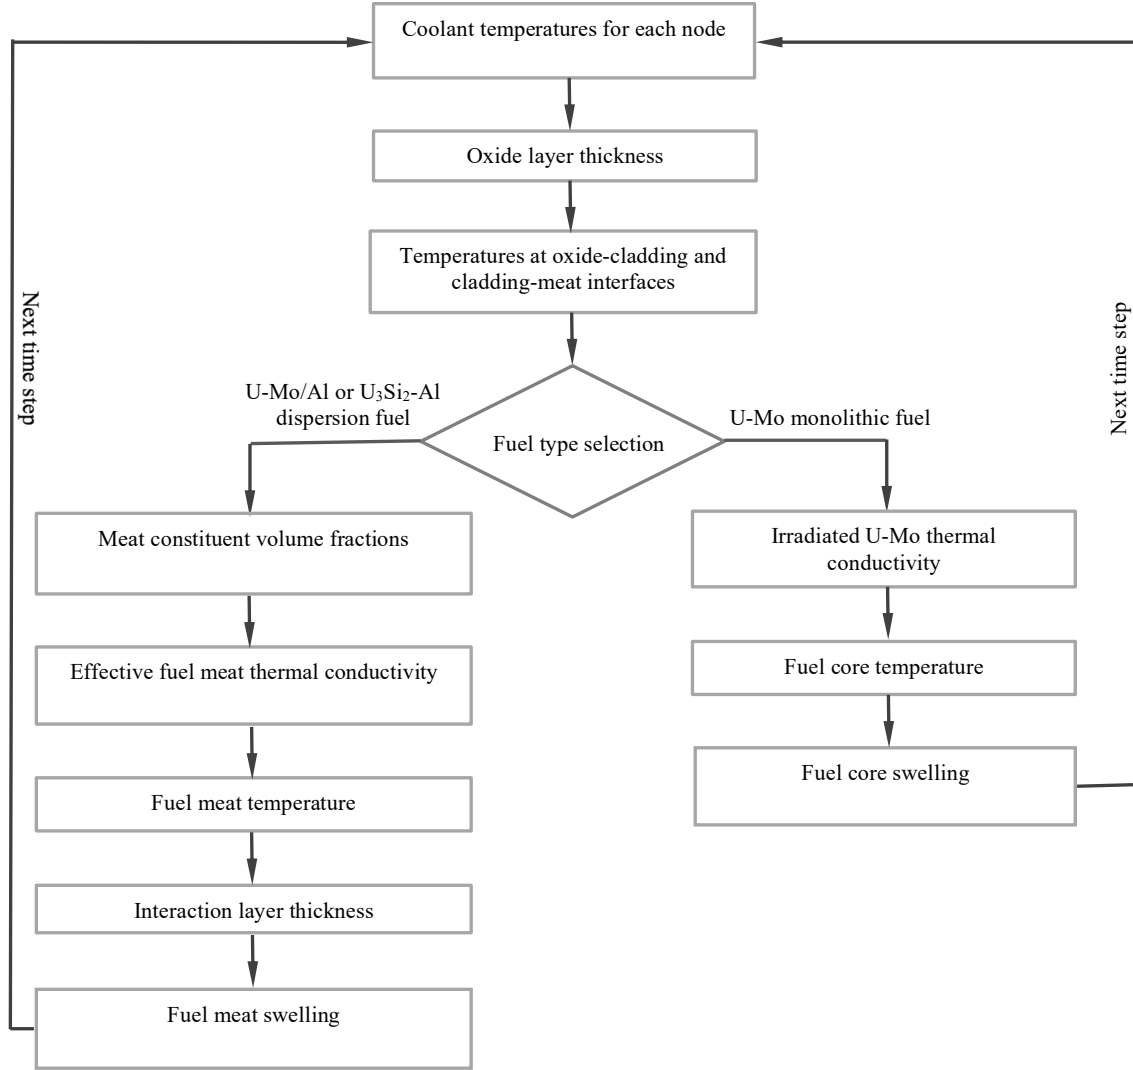 Coolant temperatures for each node
Oxide layer thickness
Temperatures at oxide-cladding and
cladding-meat interfaces
Next time step
Next time step
U-Mo/Al or U₃Si₂-Al
dispersion fuel
U-Mo monolithic fuel
Fuel type selection
Meat constituent volume fractions
Effective fuel meat thermal conductivity
Fuel meat temperature
Interaction layer thickness
Fuel meat swelling
Irradiated U-Mo thermal
conductivity
Fuel core temperature
Fuel core swelling